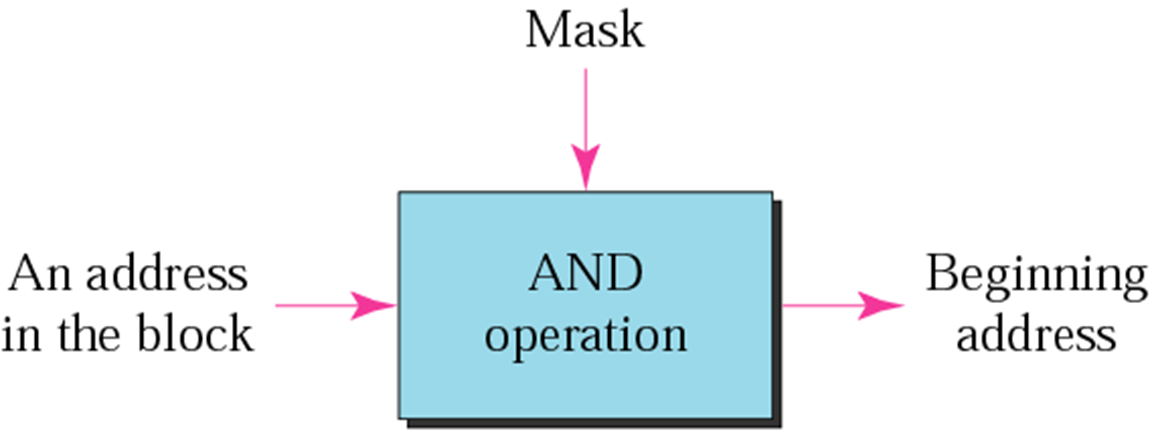 Mask
An address
in the block
AND
operation
Beginning
address